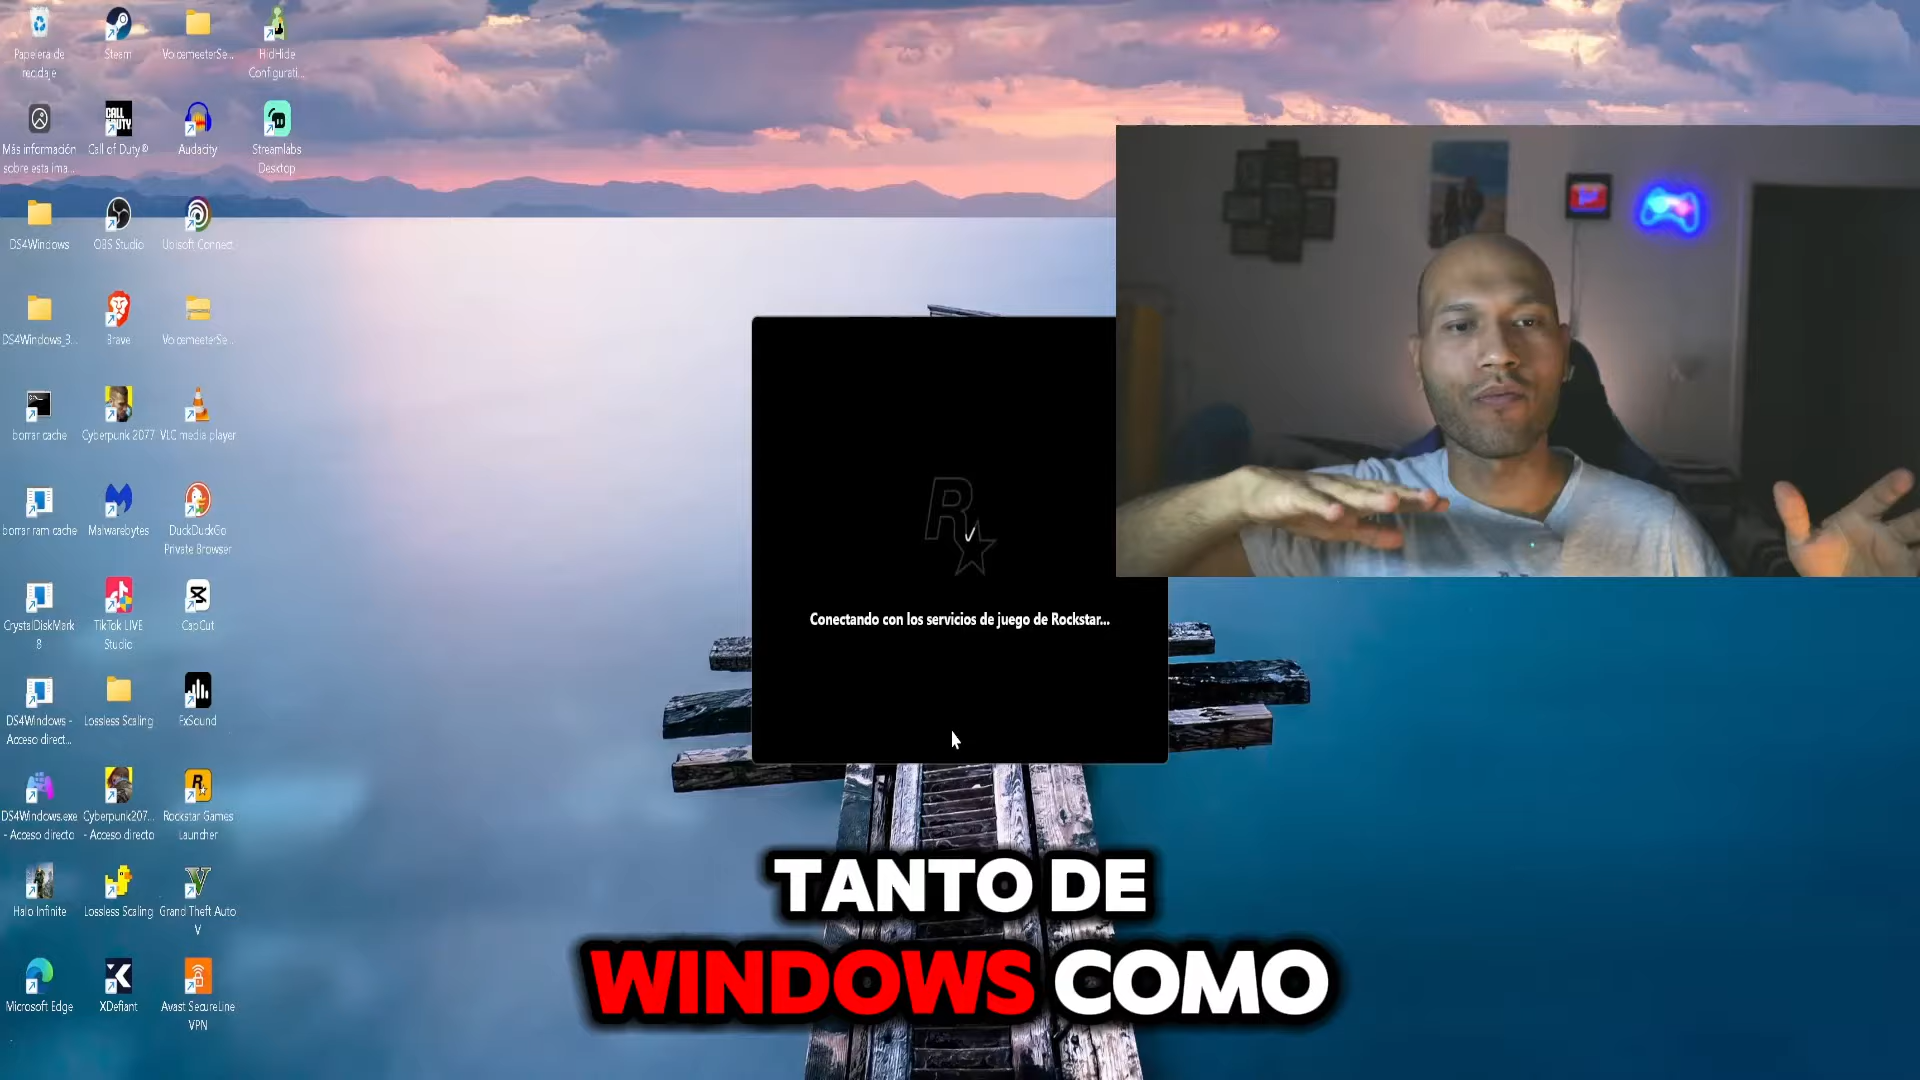 Papelera de
reciclaje
Steam
VoicemeeterSe...
HidHide
Configurati...
Más información
sobre esta ima...
CALL
DUTY
Call of Duty®
Audacity
Streamlabs
Desktop
DS4Windows
OBS Studio
Ubisoft Connect
DS4Windows_3...
Brave
VoicemeeterSe...
borrar cache
Cyberpunk 2077
VLC media player
borrar ram cache
Malwarebytes
DuckDuckGo
Private Browser
CrystalDiskMark
8
TikTok LIVE
Studio
CapCut
DS4Windows -
Acceso direct...
Lossless Scaling
FxSound
DS4Windows.exe
- Acceso directo
Cyberpunk207...
- Acceso directo
Rockstar Games
Launcher
Halo Infinite
Lossless Scaling
Grand Theft Auto
V
Microsoft Edge
XDefiant
Avast SecureLine
VPN
R
Conectando con los servicios de juego de Rockstar...
TANTO DE
WINDOWS COMO